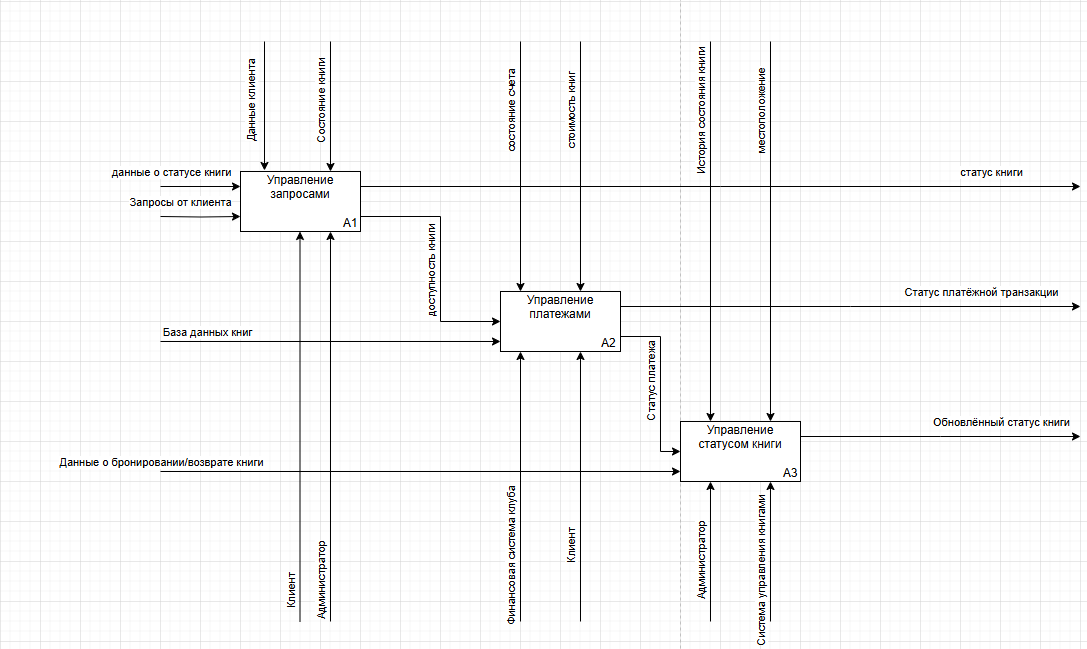 Данные клиента
Состояние книги
состояние счета
стоимость книг
История состояния книги
местоположение
данные о статусе книги
Запросы от клиента
Управление
запросами
A1
статус книги
доступность книги
База данных книг
Управление
платежами
A2
Статус платёжной транзакции
Статус платежа
Данные о бронировании/возврате книги
Управление
статусом книги
A3
Обновлённый статус книги
Клиент
Администратор
Финансовая система клуба
Клиент
Администратор
Система управления книгами